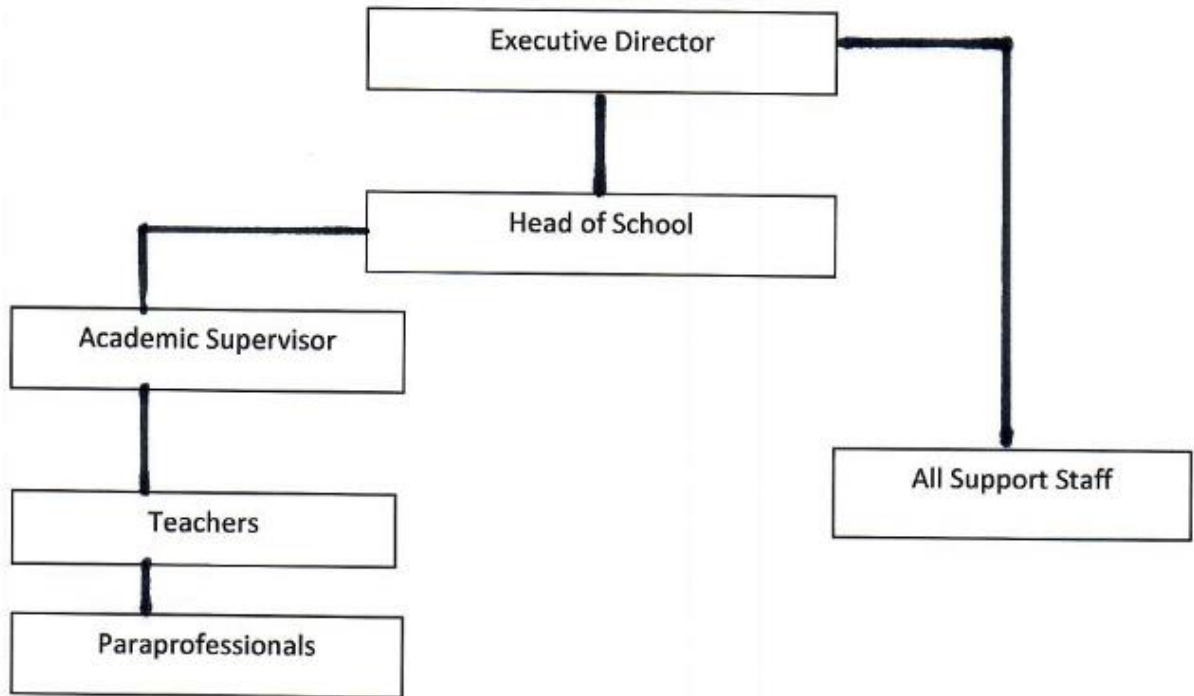 Executive Director
Head of School
Academic Supervisor
Teachers
Paraprofessionals
All Support Staff